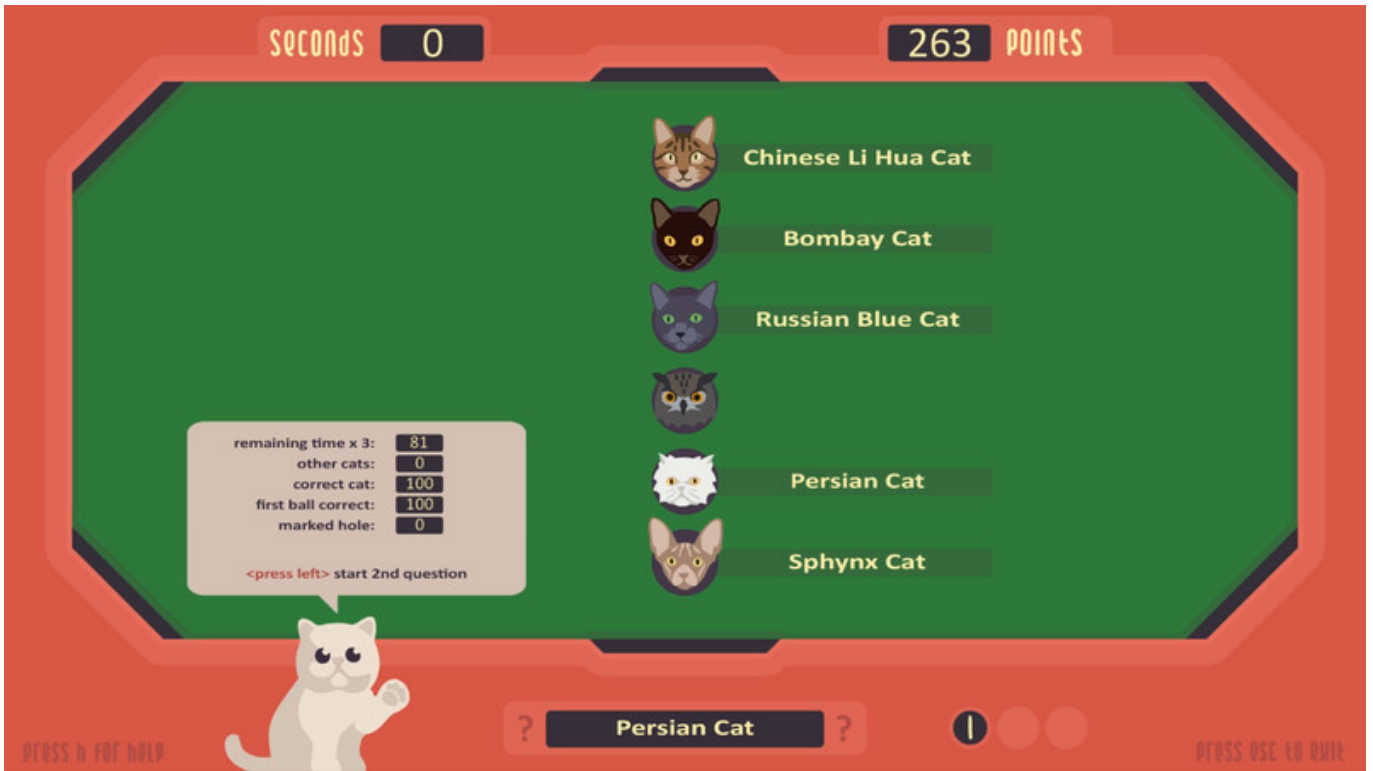 SECONDS 0
263 POINTS
Chinese Li Hua Cat
Bombay Cat
Russian Blue Cat
Persian Cat
Sphynx Cat
remaining time x 3: 81
other cats: 0
correct cat: 100
first ball correct: 100
marked hole: 0
<press left> start 2nd question
? Persian Cat ?
1
PRESS h FOR HELP
PRESS ESC TO EXIT